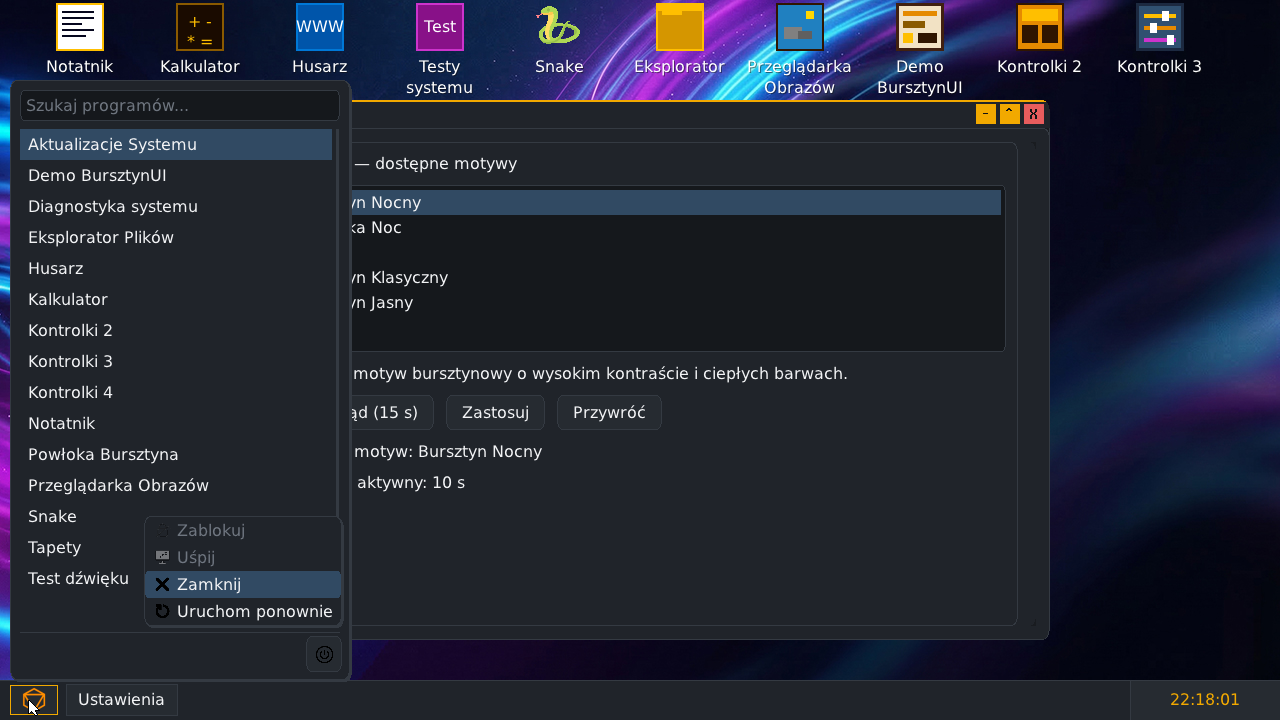 + -
* =
WWW
Test
Notatnik
Kalkulator
Husarz
Testy
systemu
Snake
Eksplorator
Przeglądarka
Obrazów
Demo
BursztynUI
Kontrolki 2
Kontrolki 3
Szukaj programów...
Aktualizacje Systemu
Demo BursztynUI
Diagnostyka systemu
Eksplorator Plików
Husarz
Kalkulator
Kontrolki 2
Kontrolki 3
Kontrolki 4
Notatnik
Powłoka Bursztyna
Przeglądarka Obrazów
Snake
Tapety
Test dźwięku
Zablokuj
Uśpij
Zamknij
Uruchom ponownie
- ^ X
— dostępne motywy
yn Nocny
ka Noc
yn Klasyczny
yn Jasny
motyw bursztynowy o wysokim kontraście i ciepłych barwach.
ąd (15 s)
Zastosuj
Przywróć
motyw: Bursztyn Nocny
aktywny: 10 s
Ustawienia
22:18:01